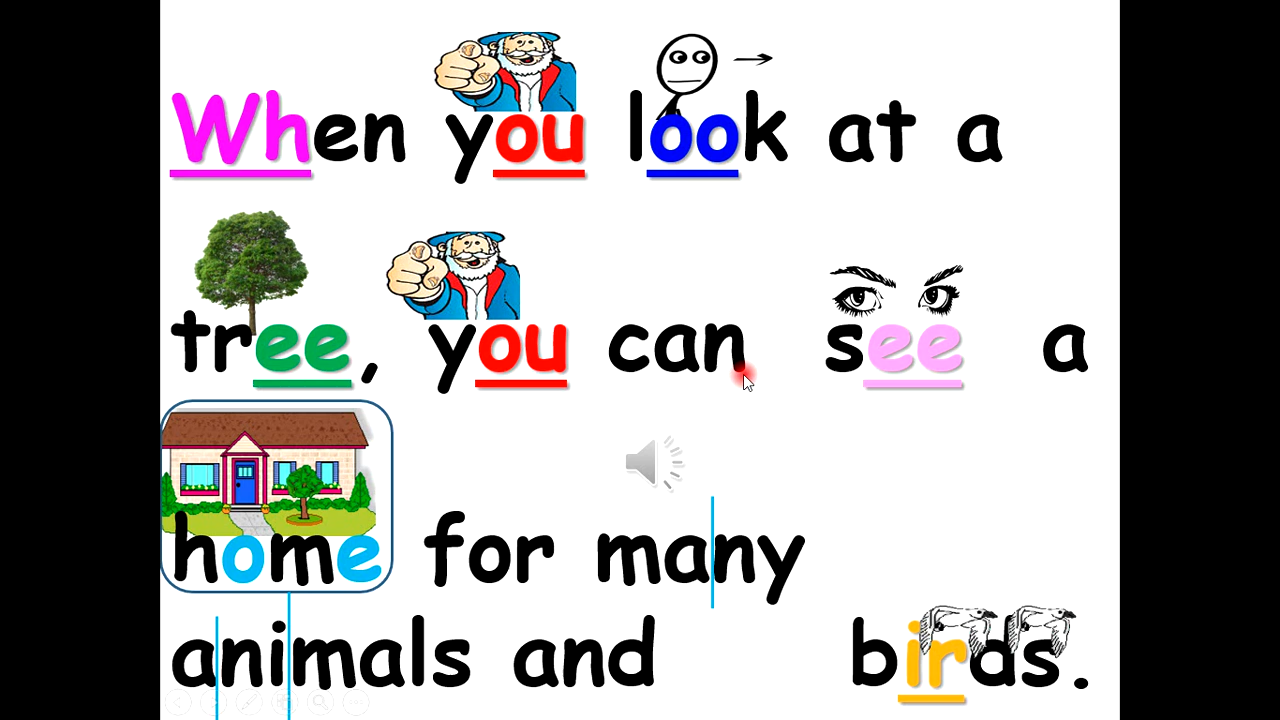 When you look at a
tree, you can see a
home for many
animals and birds.